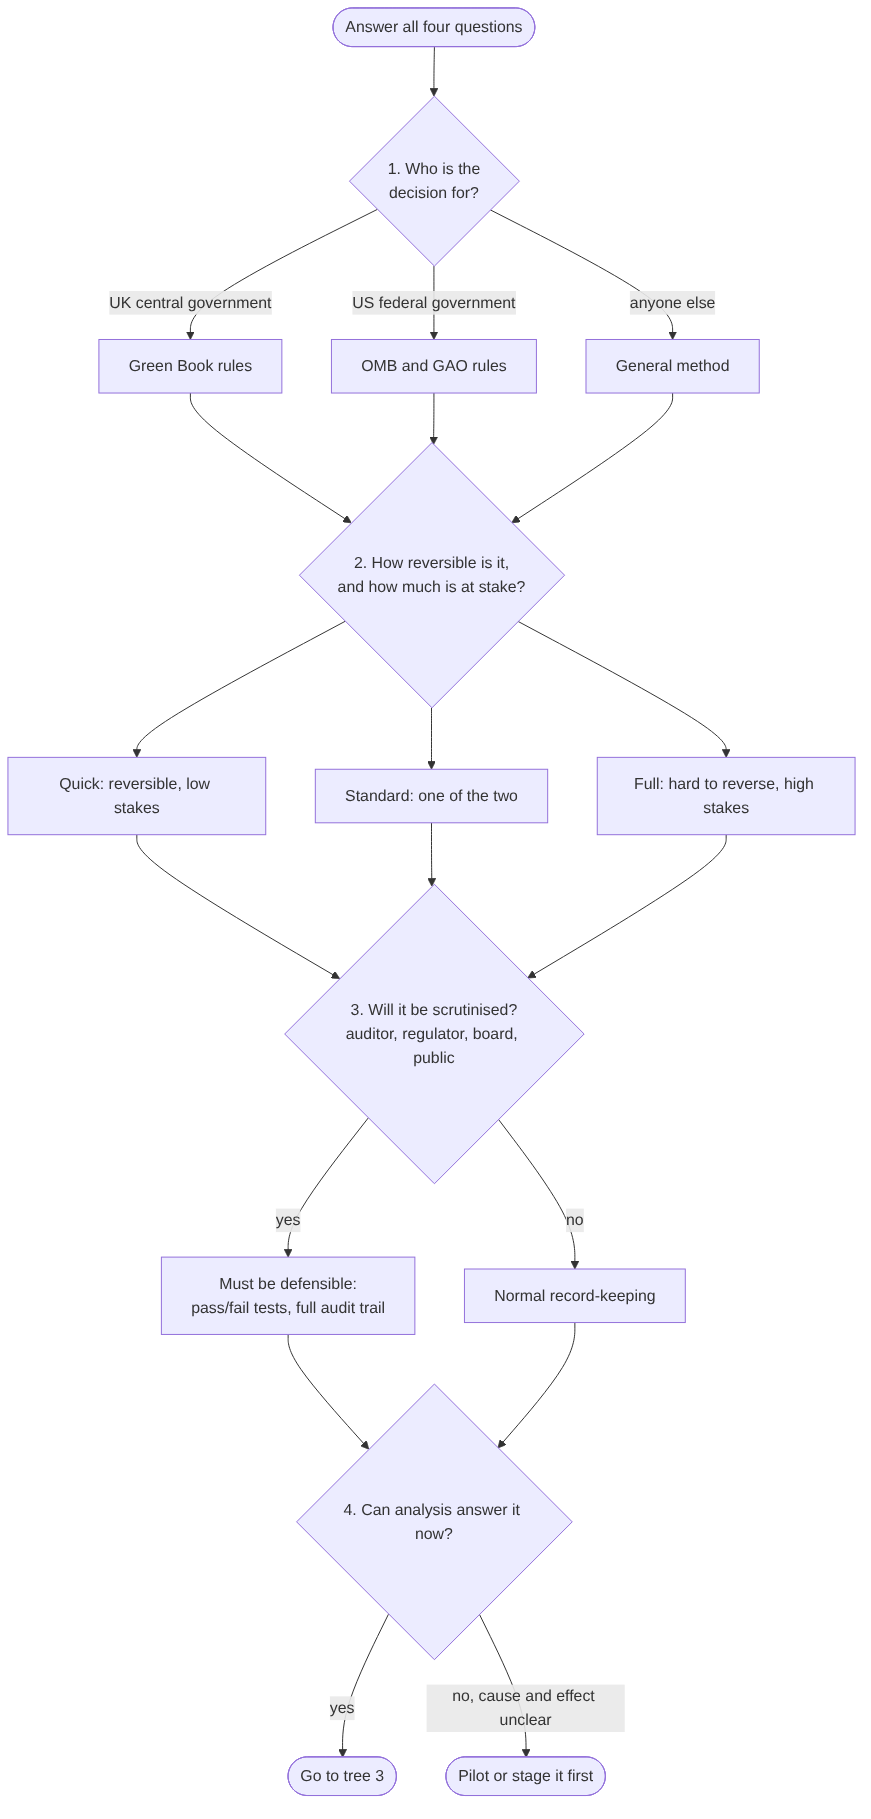 Answer all four questions
1. Who is the
decision for?
UK central government
US federal government
anyone else
Green Book rules
OMB and GAO rules
General method
2. How reversible is it,
and how much is at stake?
Quick: reversible, low
stakes
Standard: one of the two
Full: hard to reverse, high
stakes
3. Will it be scrutinised?
auditor, regulator, board,
public
yes
no
Must be defensible:
pass/fail tests, full audit trail
Normal record-keeping
4. Can analysis answer it
now?
yes
no, cause and effect
unclear
Go to tree 3
Pilot or stage it first